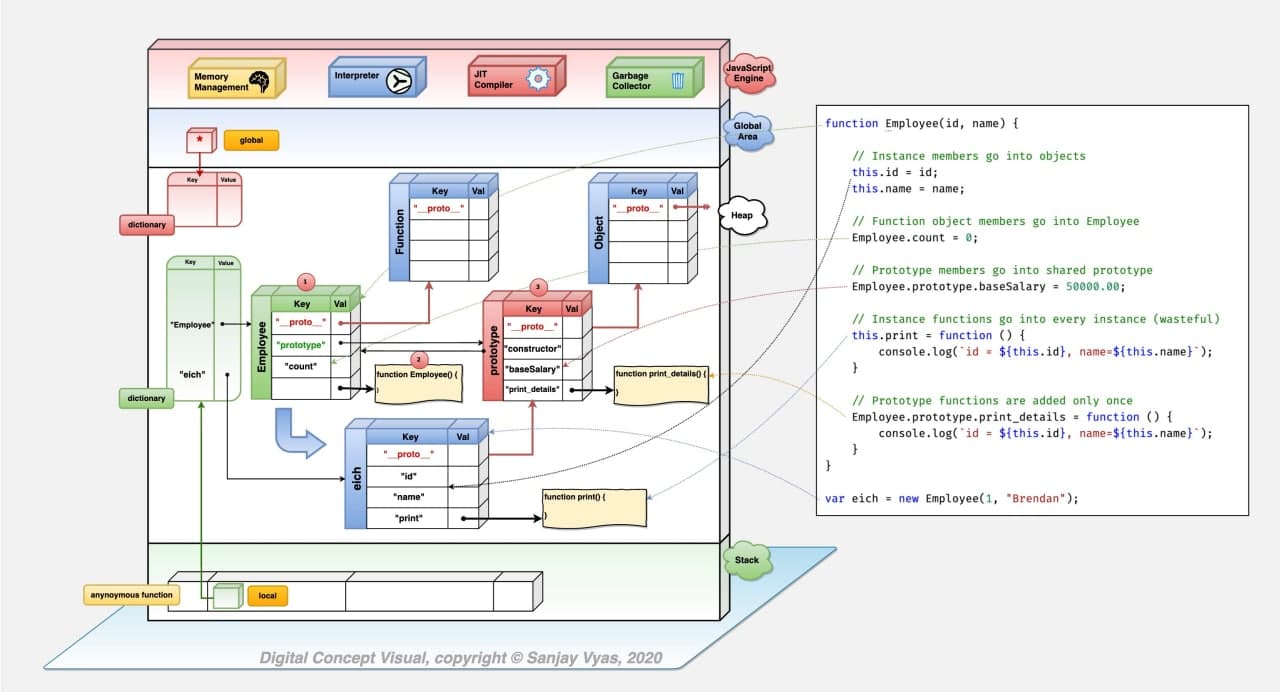 Memory
Management
Interpreter
JIT
Compiler
Garbage
Collector
JavaScript
Engine
*
global
Global
Area
Key Value
dictionary
Function
Key Val
"__proto__"
Object
Key Val
"__proto__"
Heap
Key Value
"Employee"
"eich"
dictionary
1
Employee
Key Val
"__proto__"
"prototype"
"count"
2
function Employee() {
}
3
prototype
Key Val
"__proto__"
"constructor"
"baseSalary"
"print_details"
function print_details() {
}
eich
Key Val
"__proto__"
"id"
"name"
"print"
function print() {
}
Stack
anynoymous function
local
Digital Concept Visual, copyright © Sanjay Vyas, 2020
function Employee(id, name) {
// Instance members go into objects
this.id = id;
this.name = name;
// Function object members go into Employee
Employee.count = 0;
// Prototype members go into shared prototype
Employee.prototype.baseSalary = 50000.00;
// Instance functions go into every instance (wasteful)
this.print = function () {
console.log(`id = ${this.id}, name=${this.name}`);
}
// Prototype functions are added only once
Employee.prototype.print_details = function () {
console.log(`id = ${this.id}, name=${this.name}`);
}
}
var eich = new Employee(1, "Brendan");